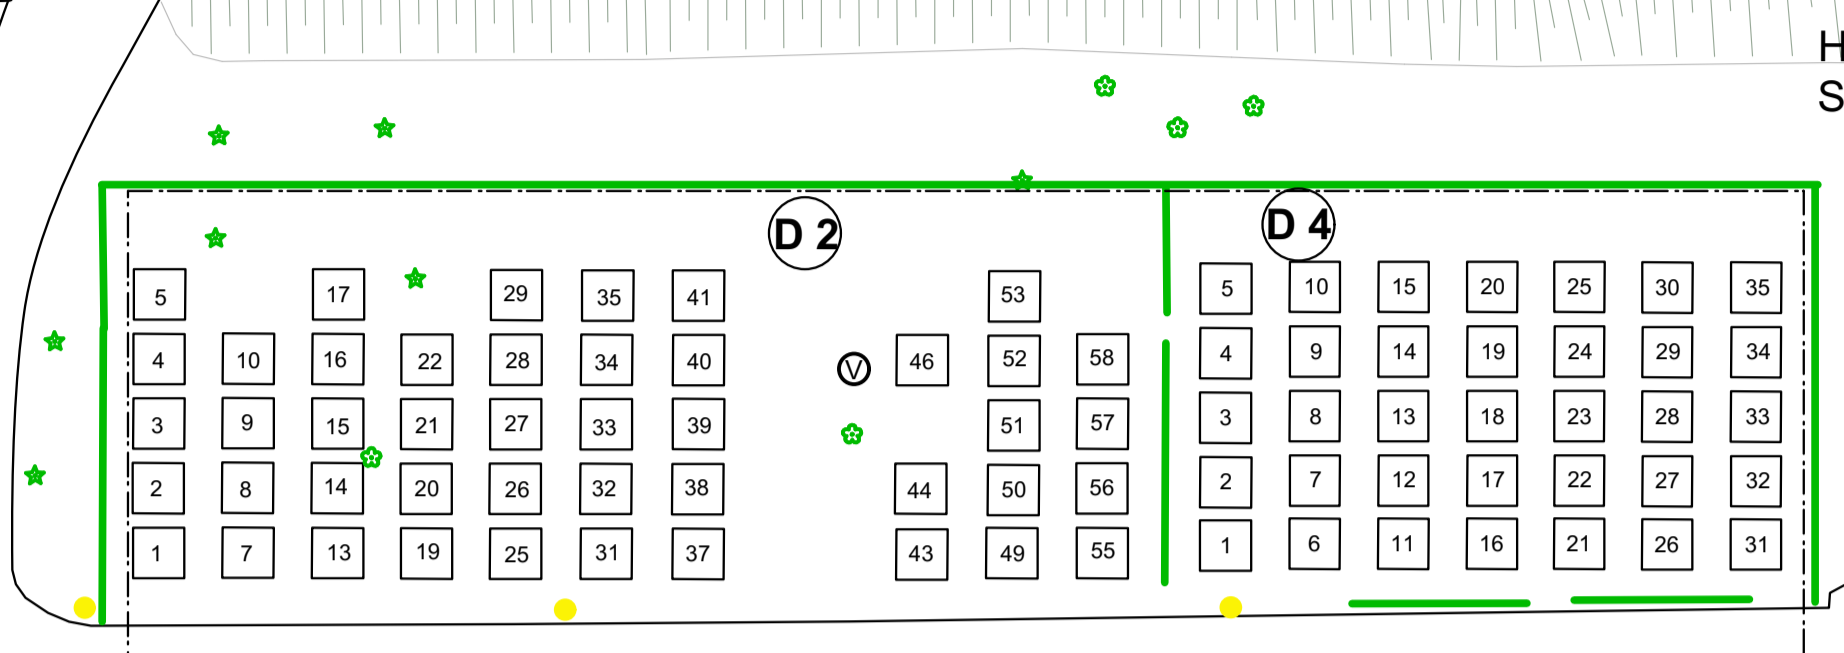 H
S
D 2
D 4
5 17 29 35 41 53 5 10 15 20 25 30 35
4 10 16 22 28 34 40 V 46 52 58 4 9 14 19 24 29 34
3 9 15 21 27 33 39 51 57 3 8 13 18 23 28 33
2 8 14 20 26 32 38 44 50 56 2 7 12 17 22 27 32
1 7 13 19 25 31 37 43 49 55 1 6 11 16 21 26 31